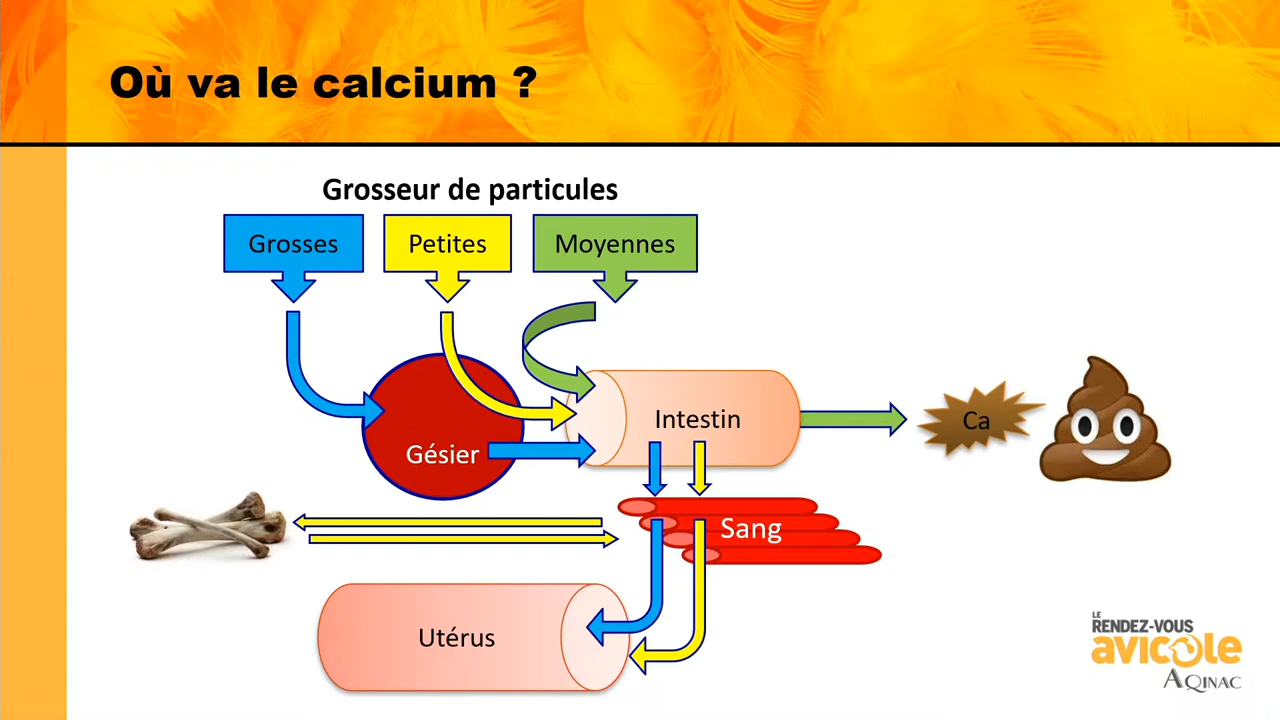 Où va le calcium ?
Grosseur de particules
Grosses
Petites
Moyennes
Intestin
Ca
Gésier
Sang
Utérus
LE
RENDEZ-VOUS
avicole
AQINAC